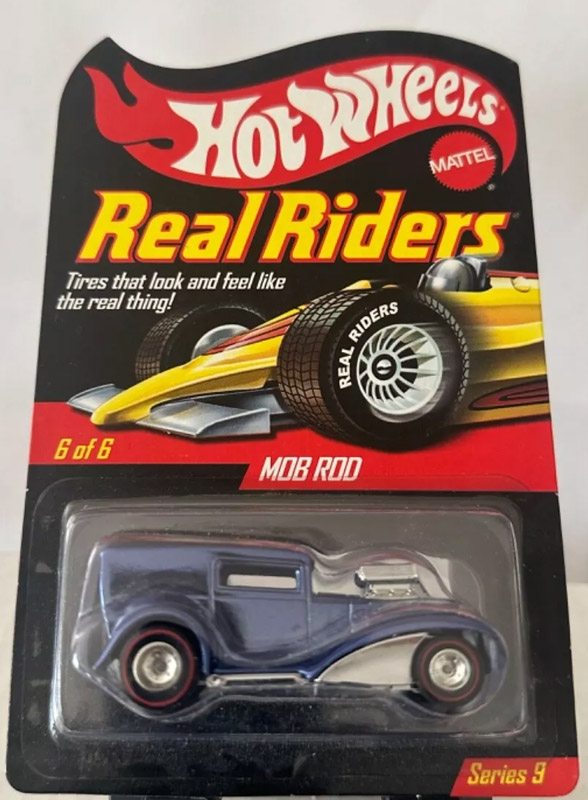 Hot Wheels
MATTEL
®
Real Riders
Tires that look and feel like
the real thing!
REAL RIDERS
6 of 6
MOB ROD
Series 9